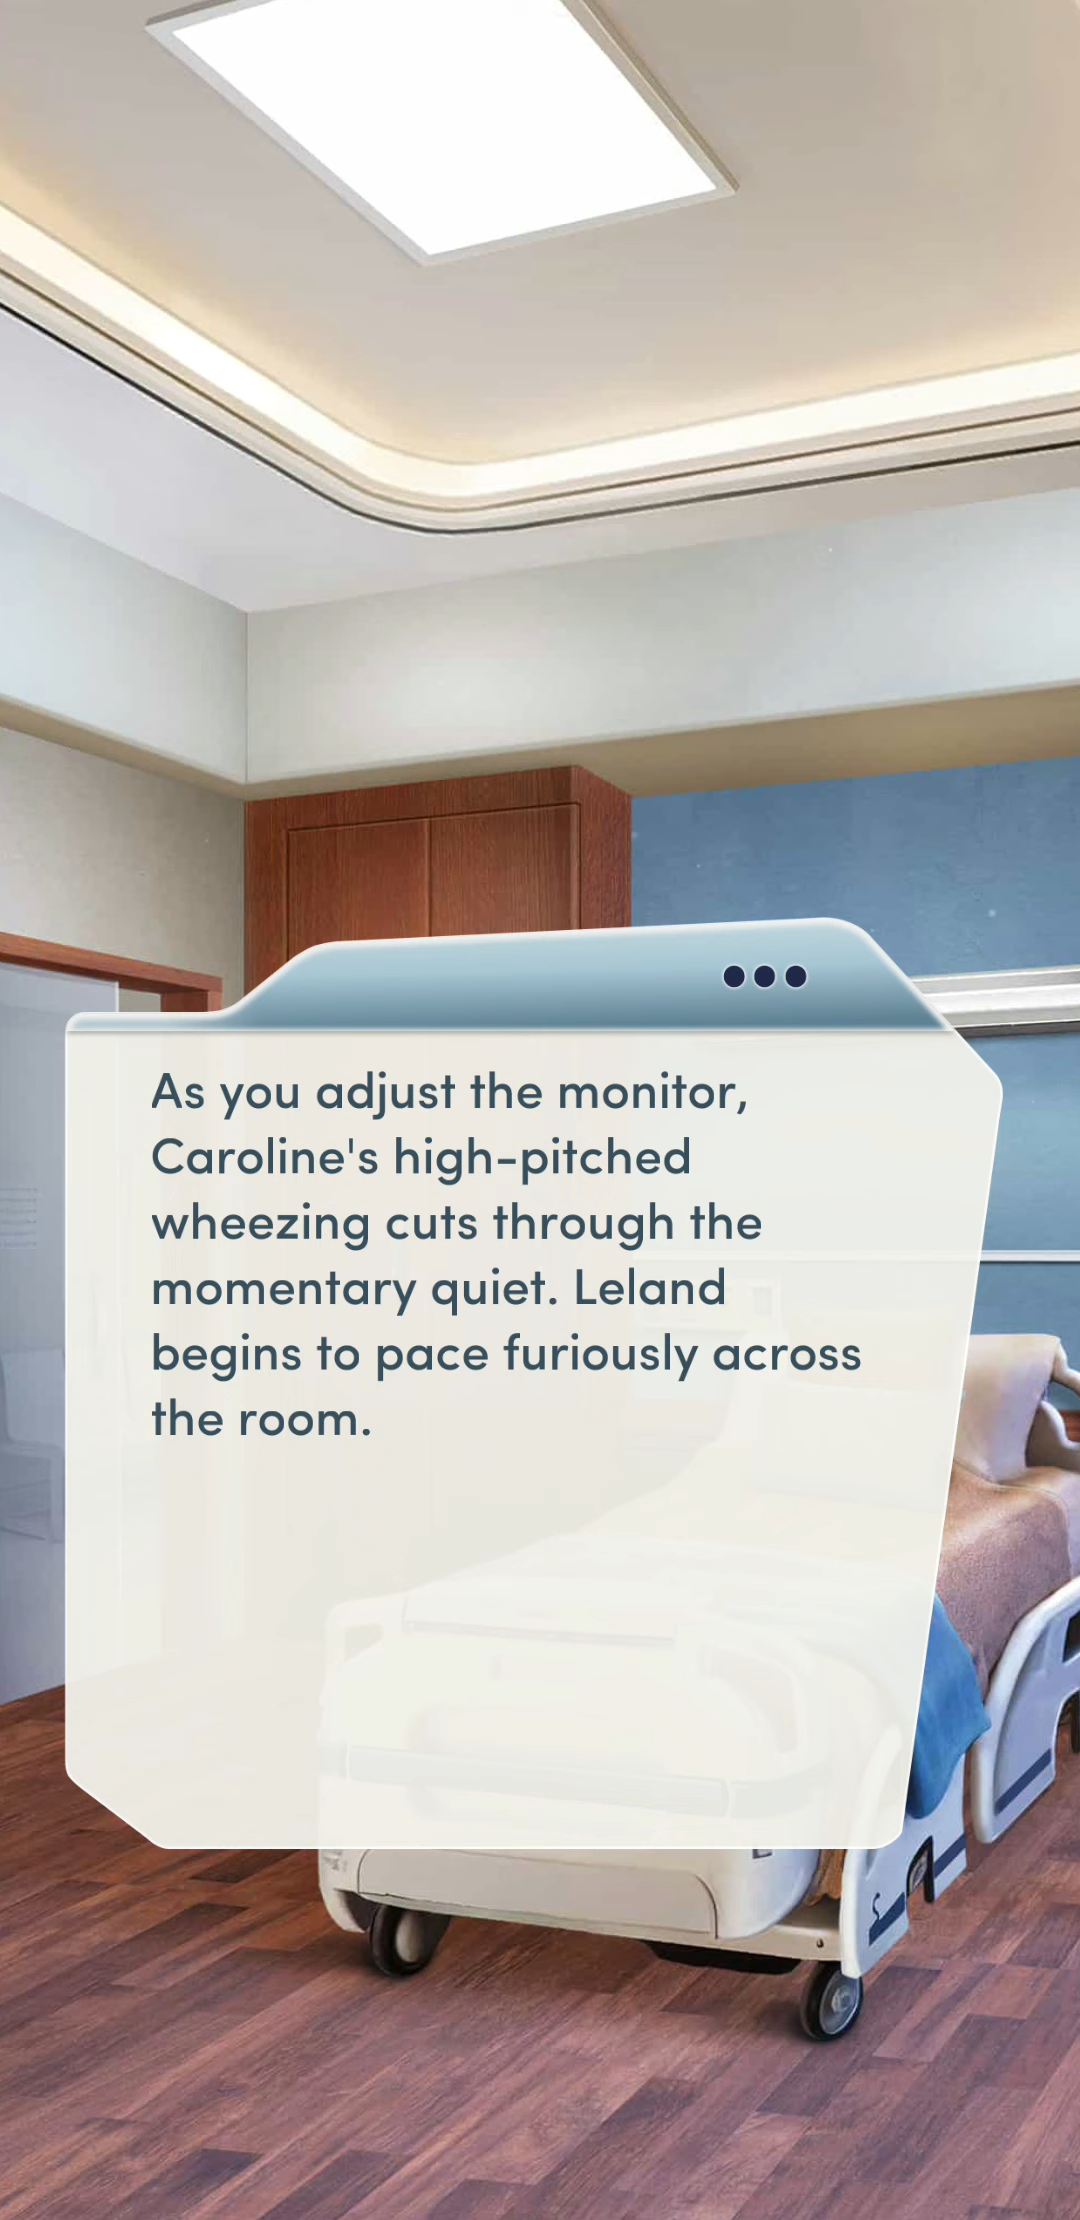 As you adjust the monitor,
Caroline's high-pitched
wheezing cuts through the
momentary quiet. Leland
begins to pace furiously across
the room.